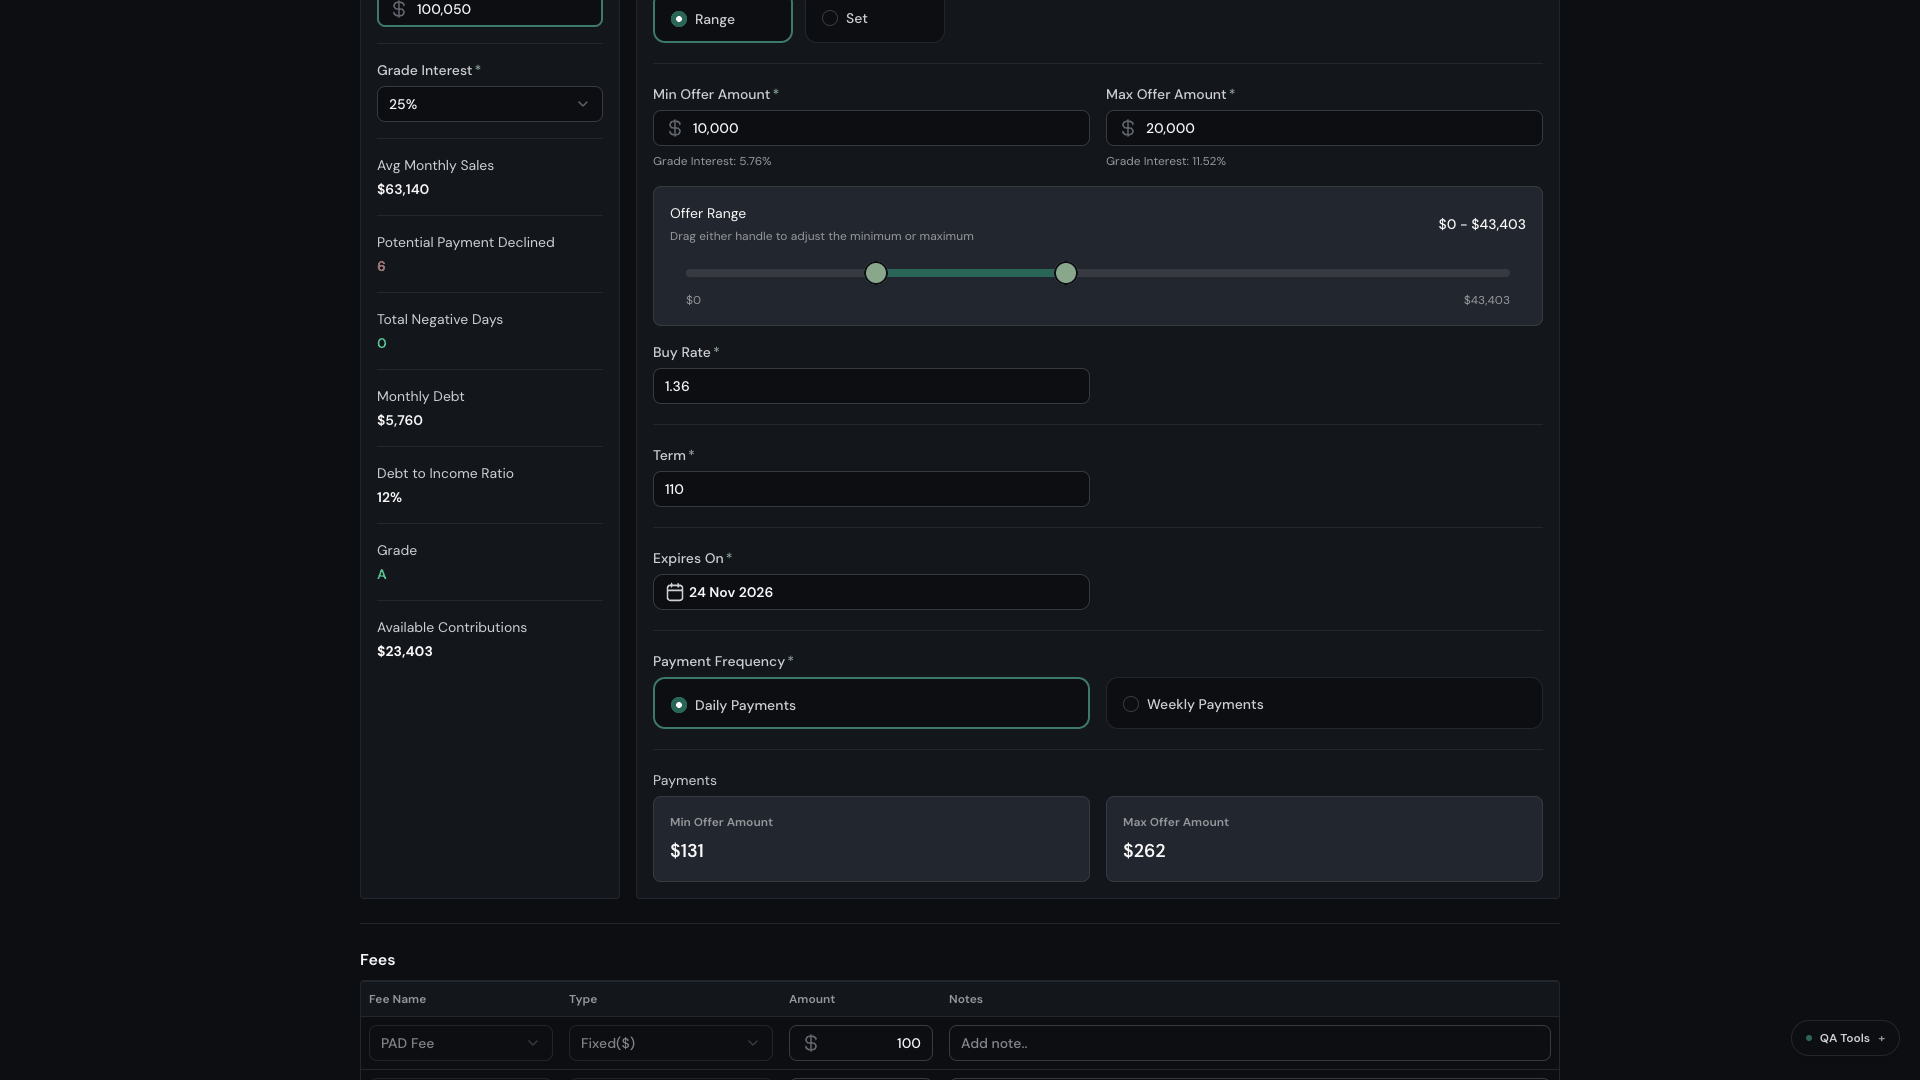 100,050
Grade Interest *
25%
Avg Monthly Sales
$63,140
Potential Payment Declined
6
Total Negative Days
0
Monthly Debt
$5,760
Debt to Income Ratio
12%
Grade
A
Available Contributions
$23,403
Range
Set
Min Offer Amount *
$ 10,000
Grade Interest: 5.76%
Max Offer Amount *
$ 20,000
Grade Interest: 11.52%
Offer Range
Drag either handle to adjust the minimum or maximum
$0 - $43,403
$0
$43,403
Buy Rate *
1.36
Term *
110
Expires On *
24 Nov 2026
Payment Frequency *
Daily Payments
Weekly Payments
Payments
Min Offer Amount
$131
Max Offer Amount
$262
Fees
Fee Name Type Amount Notes
PAD Fee Fixed($) $ 100 Add note..
QA Tools +